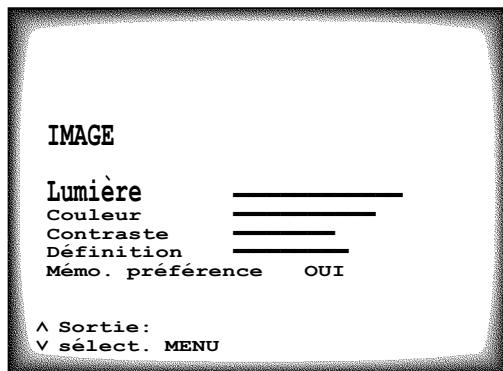 IMAGE
Lumière
Couleur
Contraste
Définition
Mémo. préférence OUI
^ Sortie:
v sélect. MENU